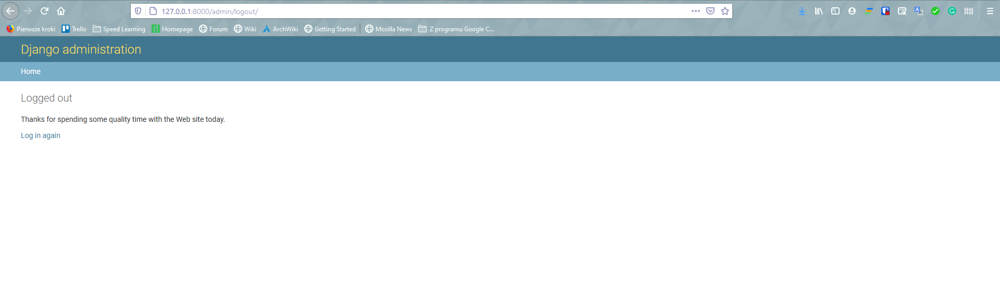 127.0.0.1:8000/admin/logout/
Pierwsze kroki Trello Speed Learning Homepage Forum Wiki ArchWiki Getting Started Mozilla News Z programu Google C...
Django administration
Home
Logged out
Thanks for spending some quality time with the Web site today.
Log in again